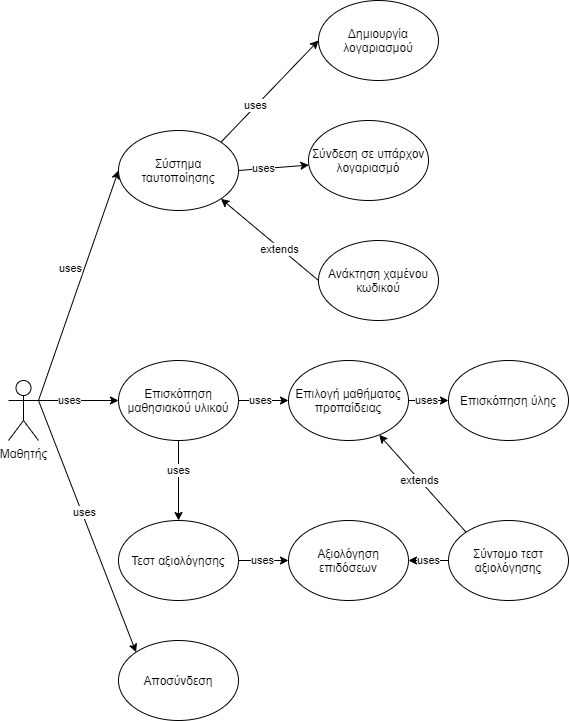 Δημιουργία
λογαριασμού
uses
Σύστημα
ταυτοποίησης
uses
Σύνδεση σε υπάρχον
λογαριασμό
extends
Ανάκτηση χαμένου
κωδικού
uses
Μαθητής
uses
Επισκόπηση
μαθησιακού υλικού
uses
Επιλογή μαθήματος
προπαίδειας
uses
Επισκόπηση ύλης
uses
extends
uses
Τεστ αξιολόγησης
uses
Αξιολόγηση
επιδόσεων
uses
Σύντομο τεστ
αξιολόγησης
Αποσύνδεση